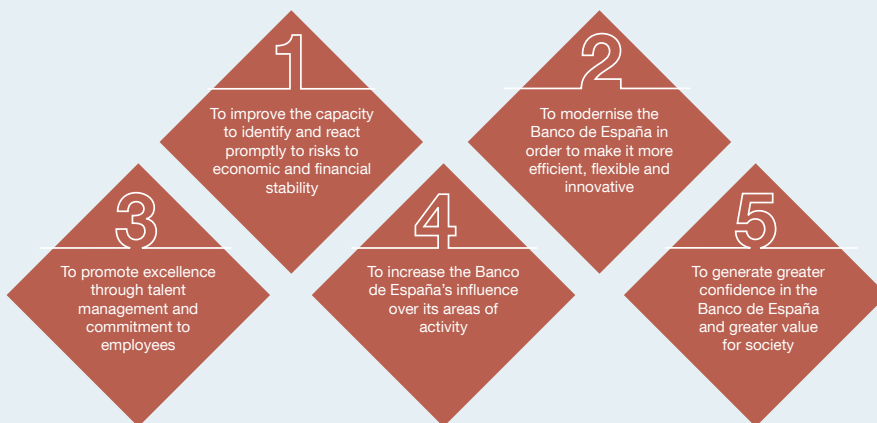 1
To improve the capacity
to identify and react
promptly to risks to
economic and financial
stability
2
To modernise the
Banco de España in
order to make it more
efficient, flexible and
innovative
3
To promote excellence
through talent
management and
commitment to
employees
4
To increase the Banco
de España's influence
over its areas of
activity
5
To generate greater
confidence in the
Banco de España
and greater value
for society